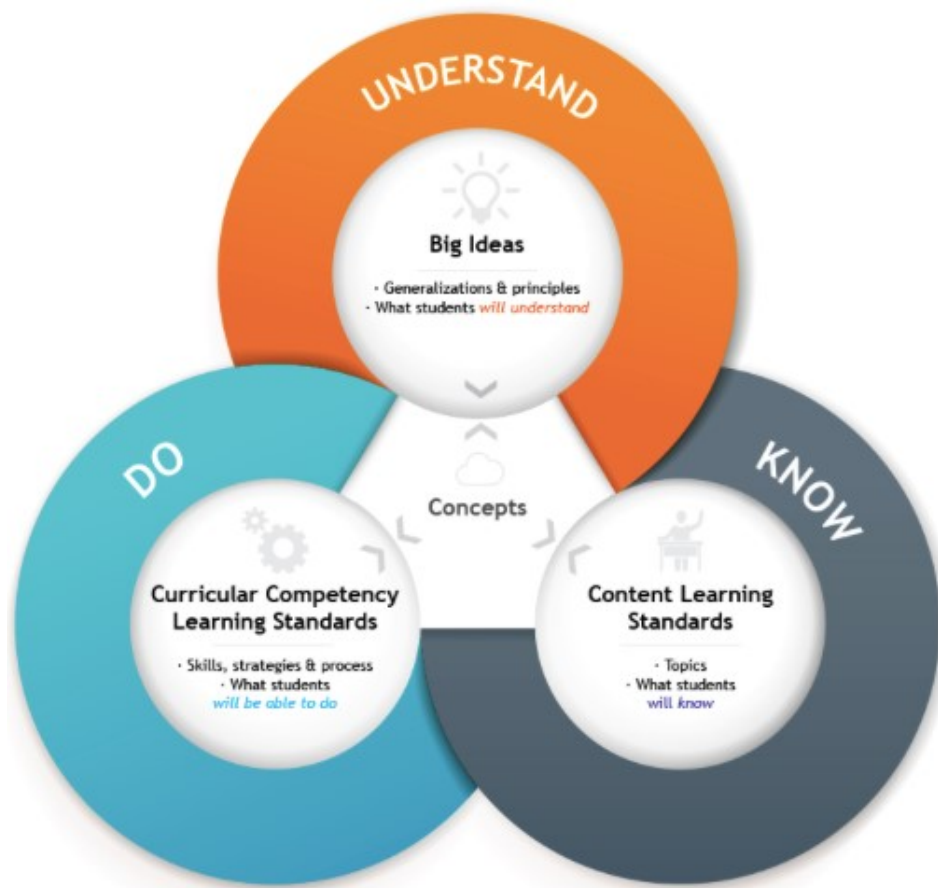 UNDERSTAND
Big Ideas
· Generalizations & principles
· What students will understand
Concepts
DO
Curricular Competency
Learning Standards
· Skills, strategies & process
· What students
will be able to do
KNOW
Content Learning
Standards
· Topics
· What students
will know